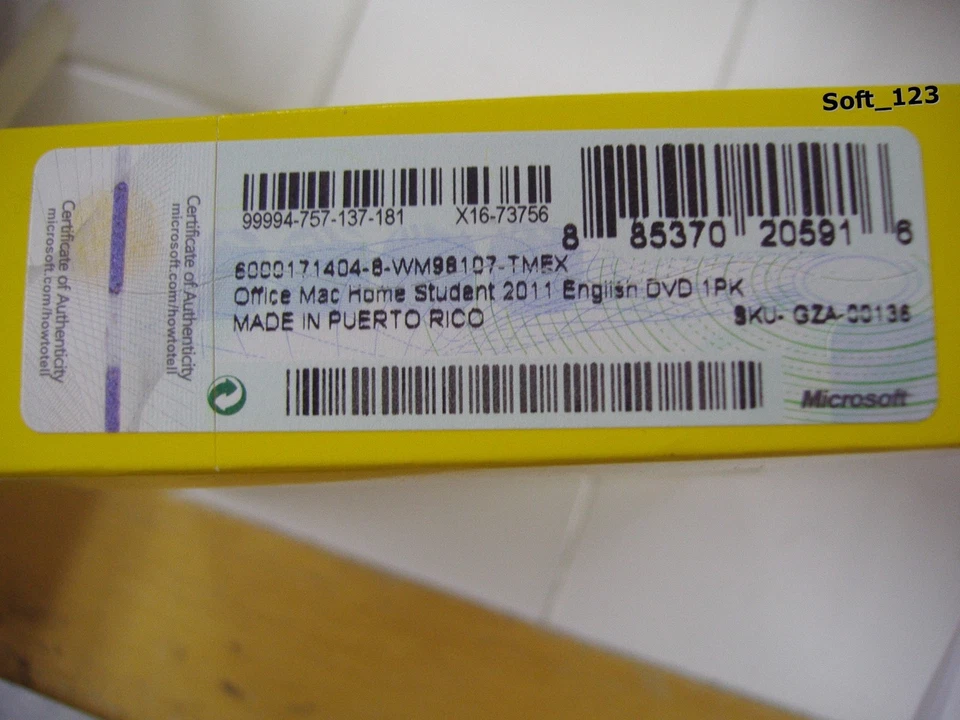 Soft_123
Certificate of Authenticity
microsoft.com/howtotell
Certificate of Authenticity
microsoft.com/howtotell
99994-757-137-181 X16-73756
8 85370 20591 6
6000171404-8-WM98107-TMEX
Office Mac Home Student 2011 English DVD 1PK
MADE IN PUERTO RICO
SKU- GZA-00136
Microsoft